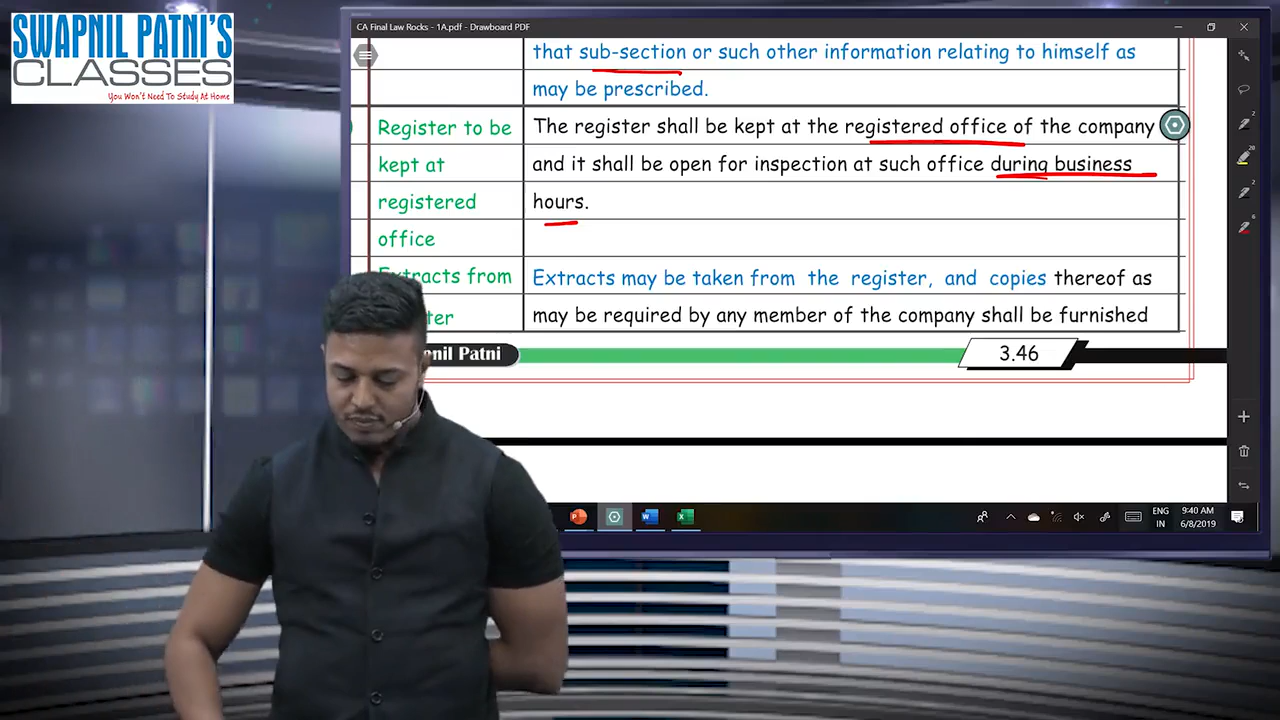 SWAPNIL PATNI'S
CLASSES
You Won't Need To Study At Home
CA Final Law Rocks - 1A.pdf - Drawboard PDF
that sub-section or such other information relating to himself as
may be prescribed.
Register to be
kept at
registered
office
The register shall be kept at the registered office of the company
and it shall be open for inspection at such office during business
hours.
Extracts from
ter
Extracts may be taken from the register, and copies thereof as
may be required by any member of the company shall be furnished
nil Patni
3.46
ENG
IN
9:40 AM
6/8/2019